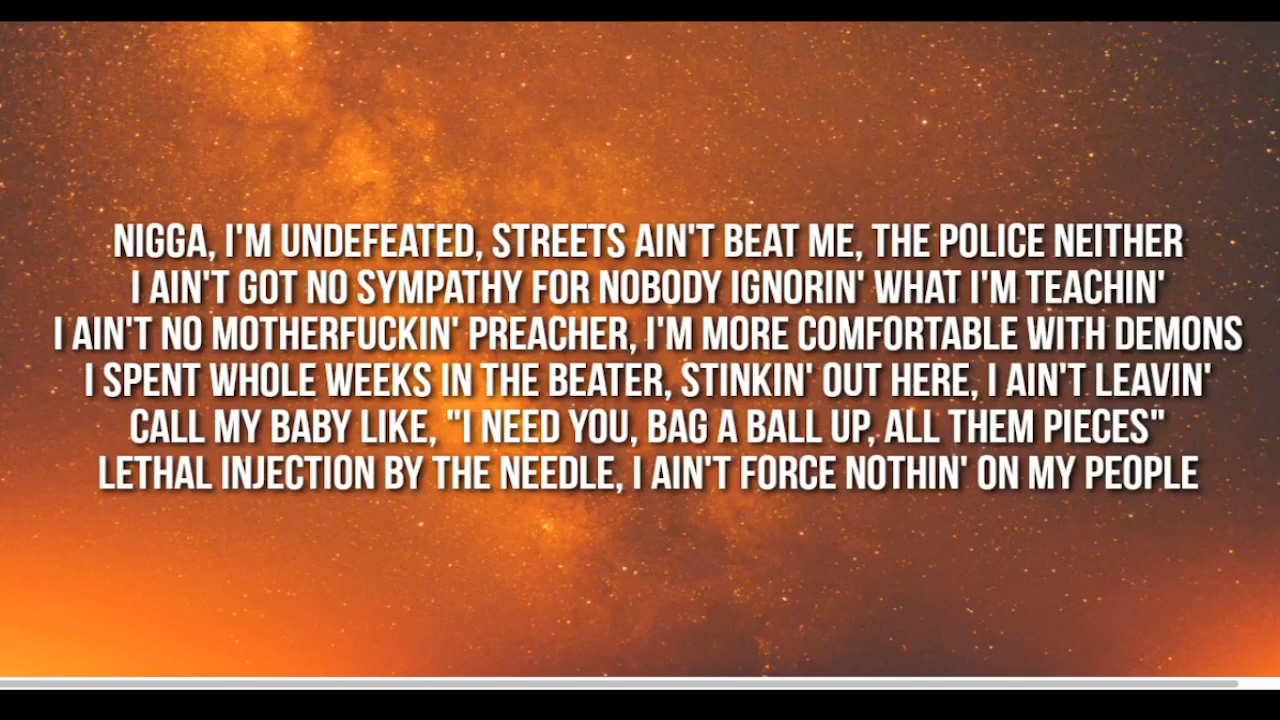 NIGGA, I'M UNDEFEATED, STREETS AIN'T BEAT ME, THE POLICE NEITHER
I AIN'T GOT NO SYMPATHY FOR NOBODY IGNORIN' WHAT I'M TEACHIN'
I AIN'T NO MOTHERFUCKIN' PREACHER, I'M MORE COMFORTABLE WITH DEMONS
I SPENT WHOLE WEEKS IN THE BEATER, STINKIN' OUT HERE, I AIN'T LEAVIN'
CALL MY BABY LIKE, "I NEED YOU, BAG A BALL UP, ALL THEM PIECES"
LETHAL INJECTION BY THE NEEDLE, I AIN'T FORCE NOTHIN' ON MY PEOPLE